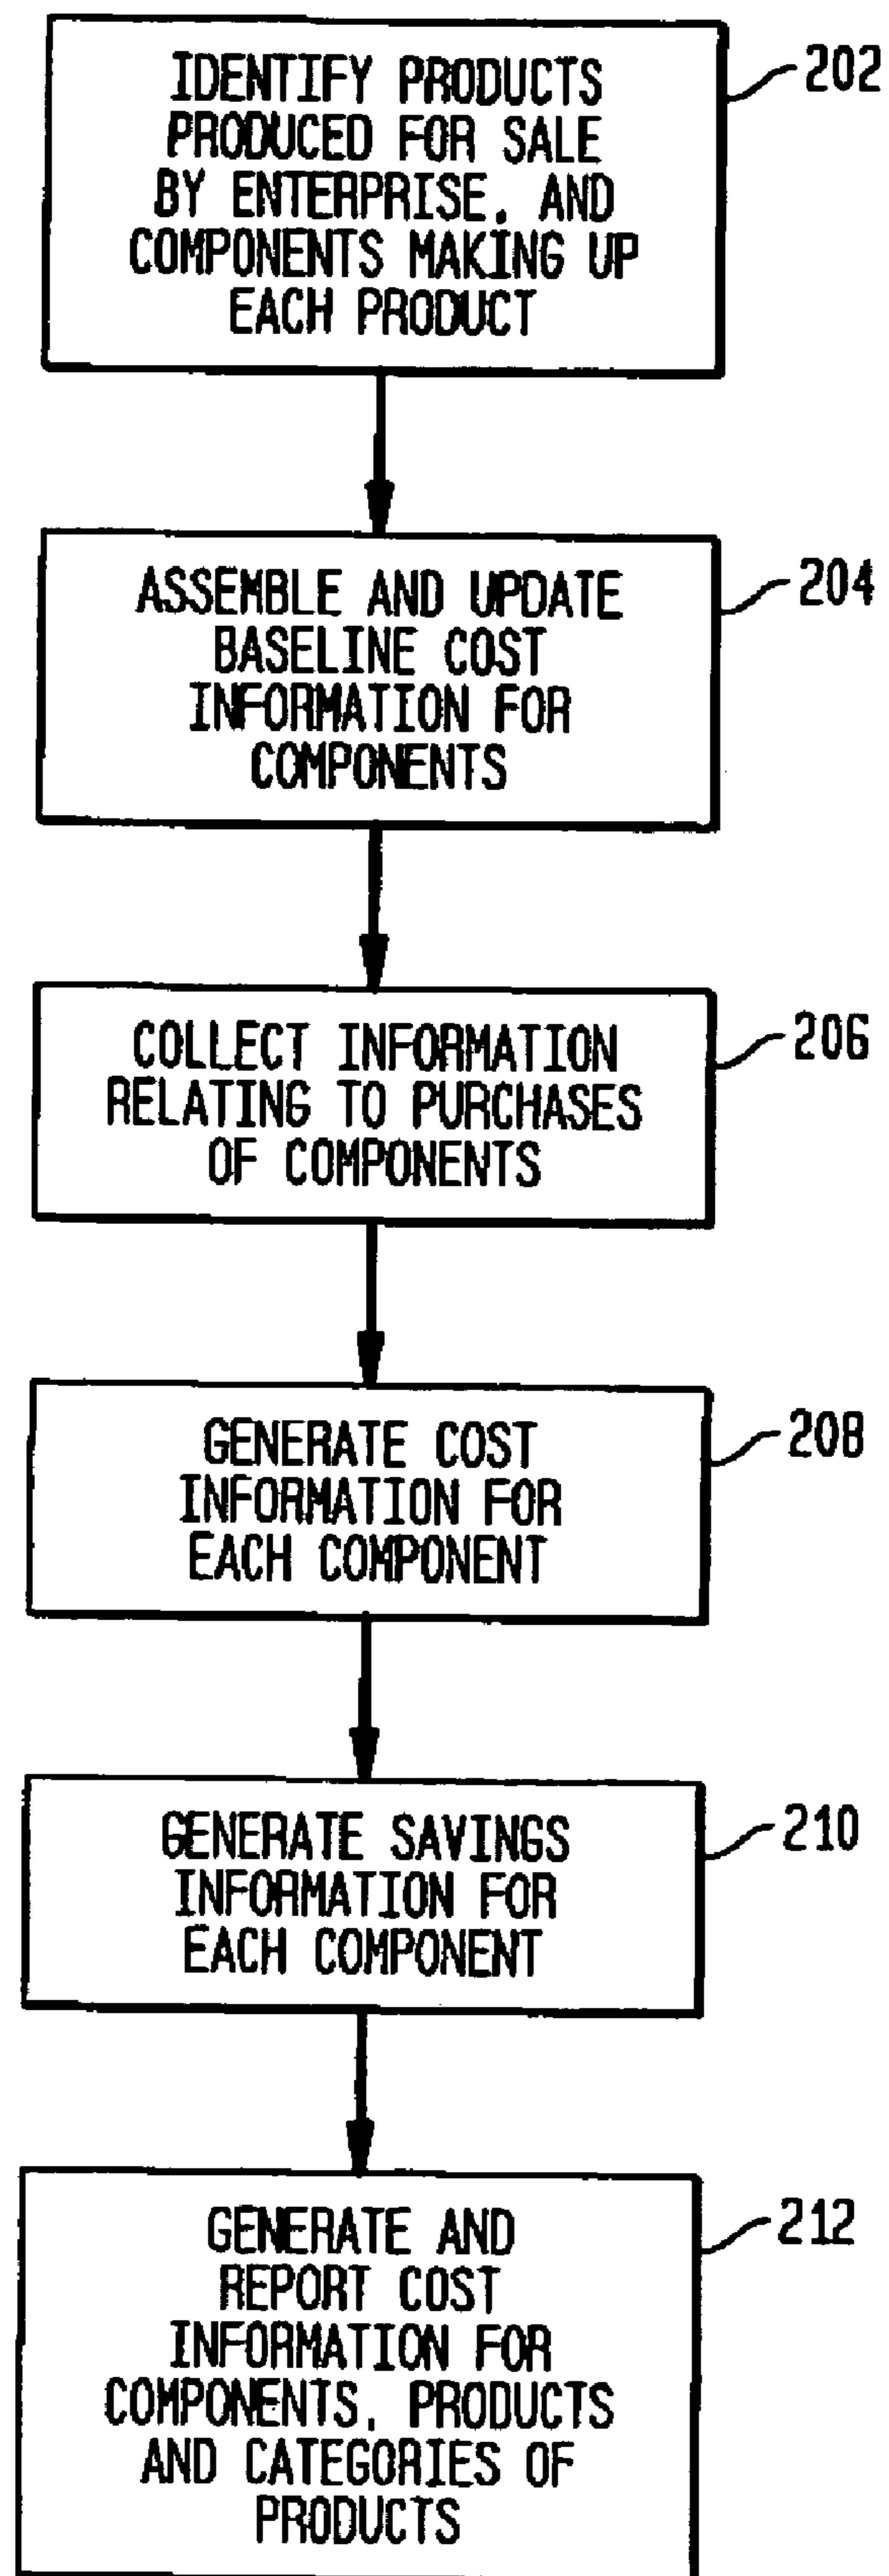 IDENTIFY PRODUCTS
PRODUCED FOR SALE
BY ENTERPRISE, AND
COMPONENTS MAKING UP
EACH PRODUCT
202
ASSEMBLE AND UPDATE
BASELINE COST
INFORMATION FOR
COMPONENTS
204
COLLECT INFORMATION
RELATING TO PURCHASES
OF COMPONENTS
206
GENERATE COST
INFORMATION FOR
EACH COMPONENT
208
GENERATE SAVINGS
INFORMATION FOR
EACH COMPONENT
210
GENERATE AND
REPORT COST
INFORMATION FOR
COMPONENTS, PRODUCTS
AND CATEGORIES OF
PRODUCTS
212